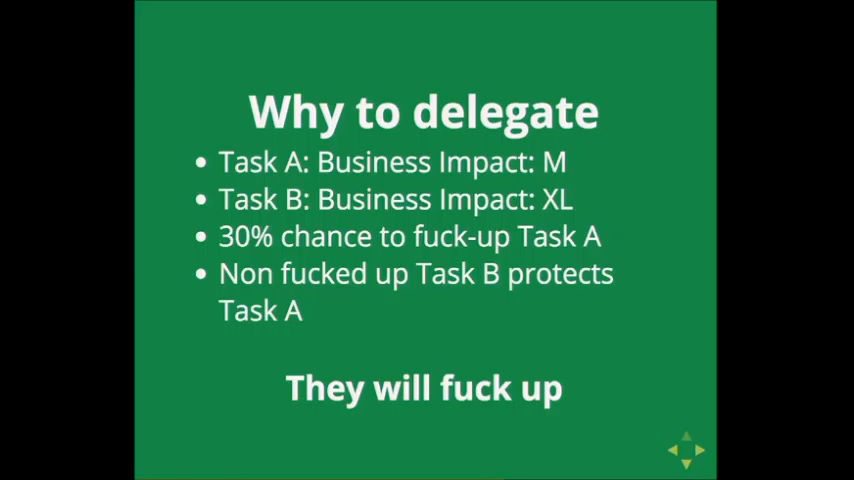 Why to delegate
• Task A: Business Impact: M
• Task B: Business Impact: XL
• 30% chance to fuck-up Task A
• Non fucked up Task B protects
Task A
They will fuck up